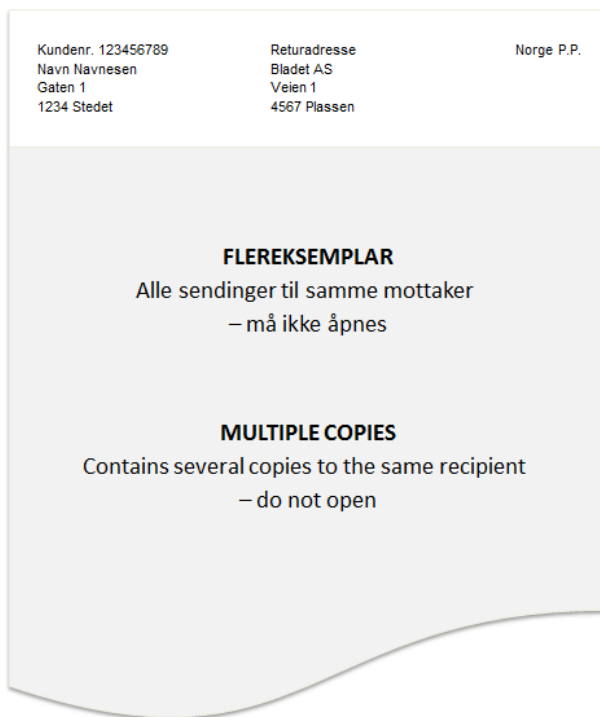 Kundenr. 123456789
Navn Navnesen
Gaten 1
1234 Stedet
Returadresse
Bladet AS
Veien 1
4567 Plassen
Norge P.P.
FLEREKSEMPLAR
Alle sendinger til samme mottaker
– må ikke åpnes
MULTIPLE COPIES
Contains several copies to the same recipient
– do not open